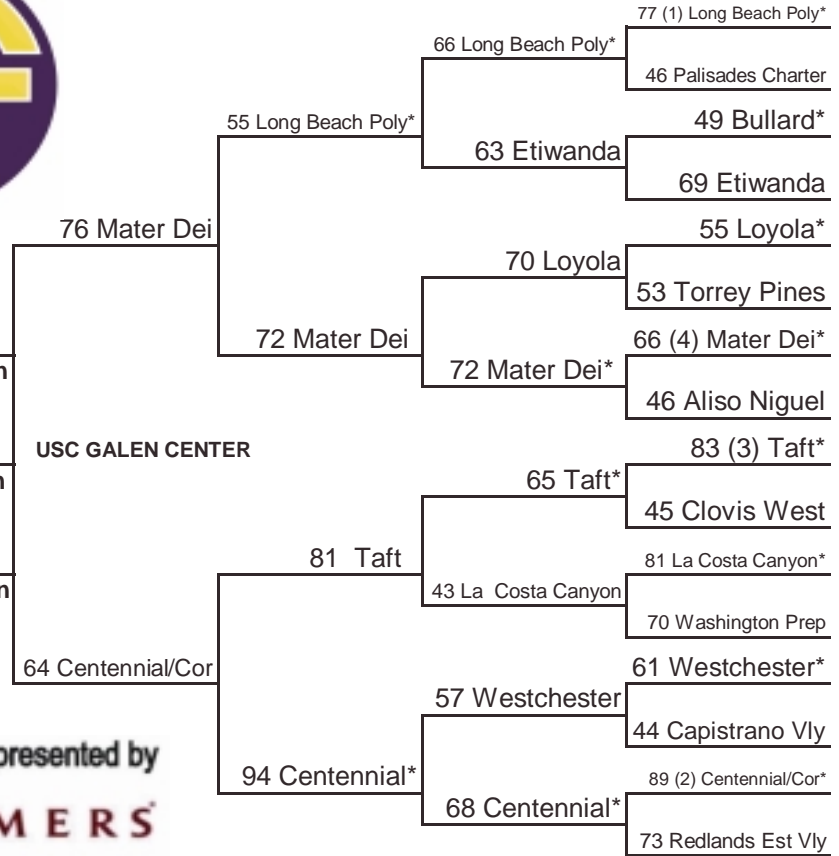 77 (1) Long Beach Poly*
66 Long Beach Poly*
46 Palisades Charter
55 Long Beach Poly*
49 Bullard*
63 Etiwanda
69 Etiwanda
76 Mater Dei
55 Loyola*
70 Loyola
53 Torrey Pines
72 Mater Dei
66 (4) Mater Dei*
72 Mater Dei*
46 Aliso Niguel
USC GALEN CENTER
83 (3) Taft*
65 Taft*
45 Clovis West
81 Taft
81 La Costa Canyon*
43 La Costa Canyon
70 Washington Prep
64 Centennial/Cor
61 Westchester*
57 Westchester
44 Capistrano Vly
presented by
94 Centennial*
89 (2) Centennial/Cor*
68 Centennial*
73 Redlands Est Vly